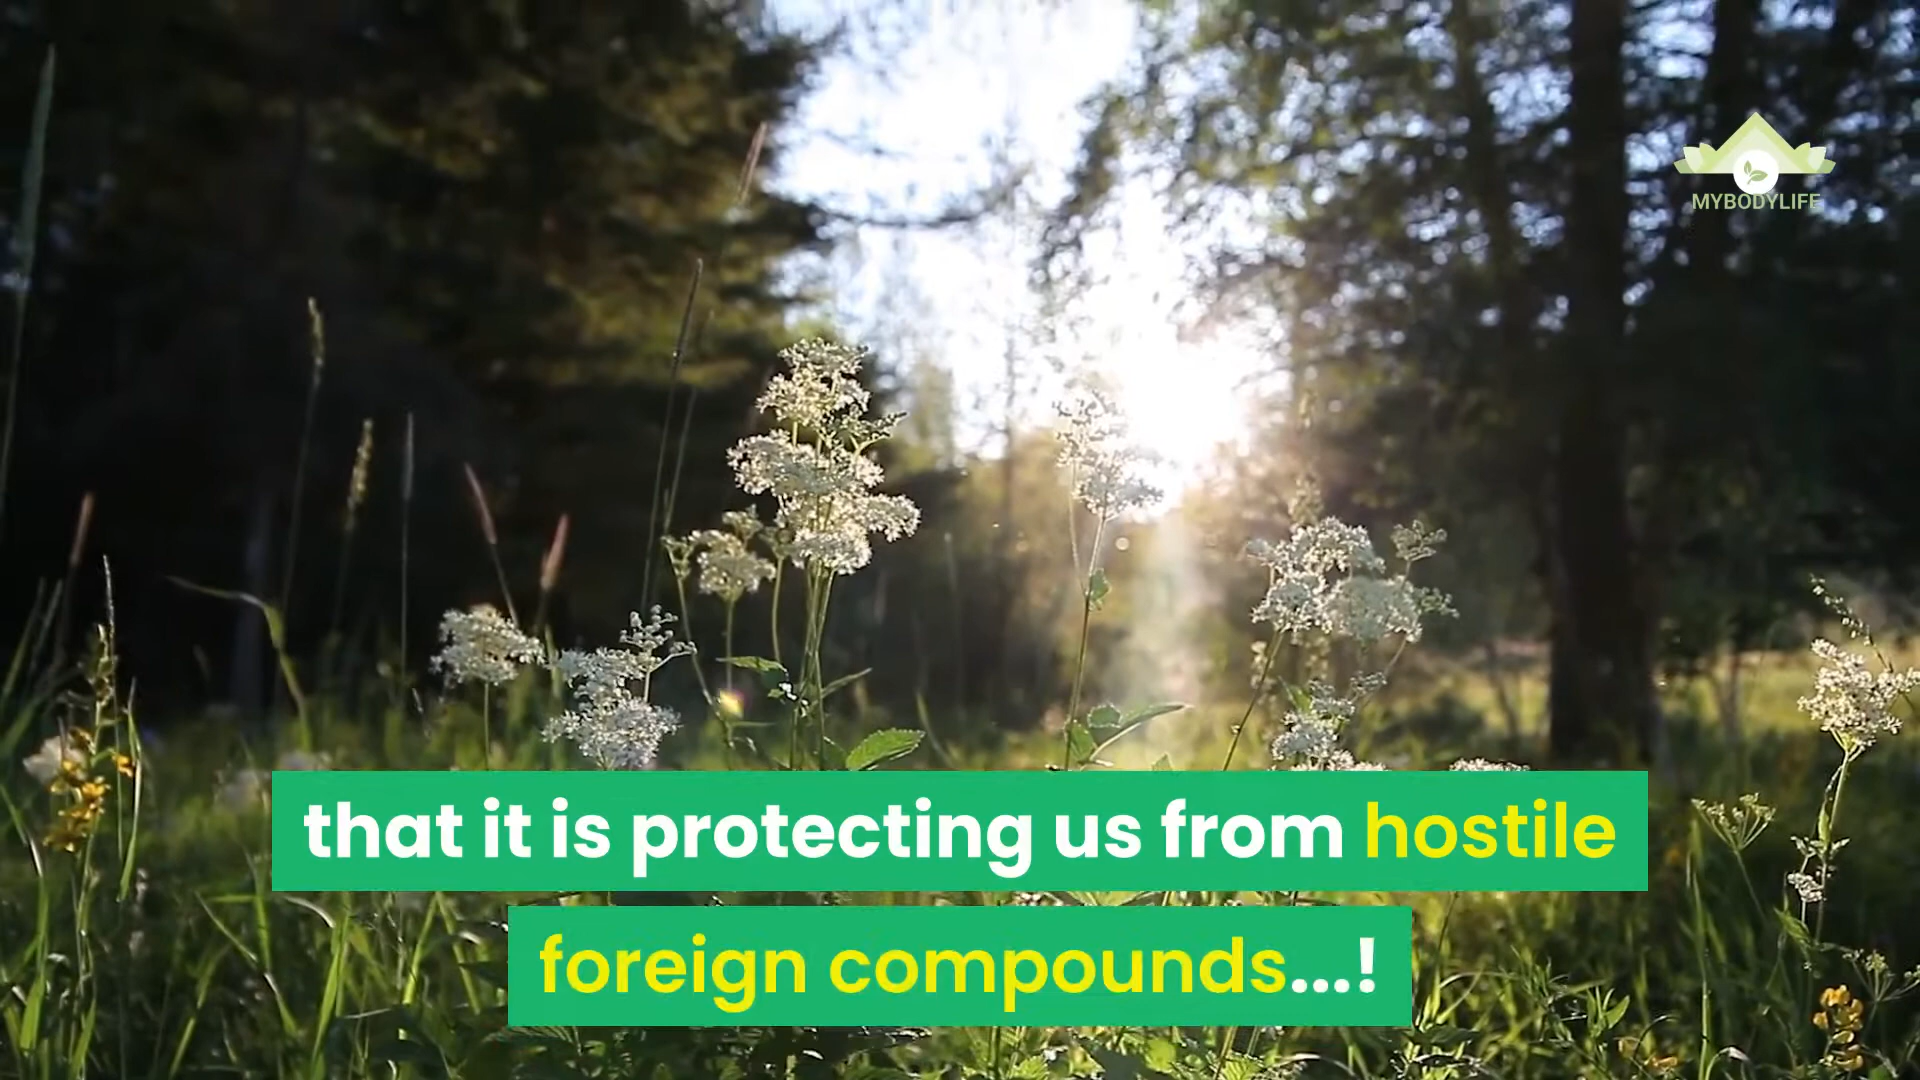 MYBODYLIFE
that it is protecting us from hostile
foreign compounds...!